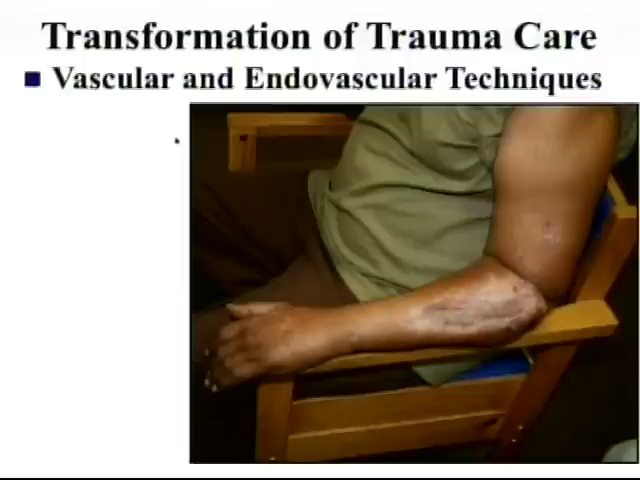 Transformation of Trauma Care
Vascular and Endovascular Techniques